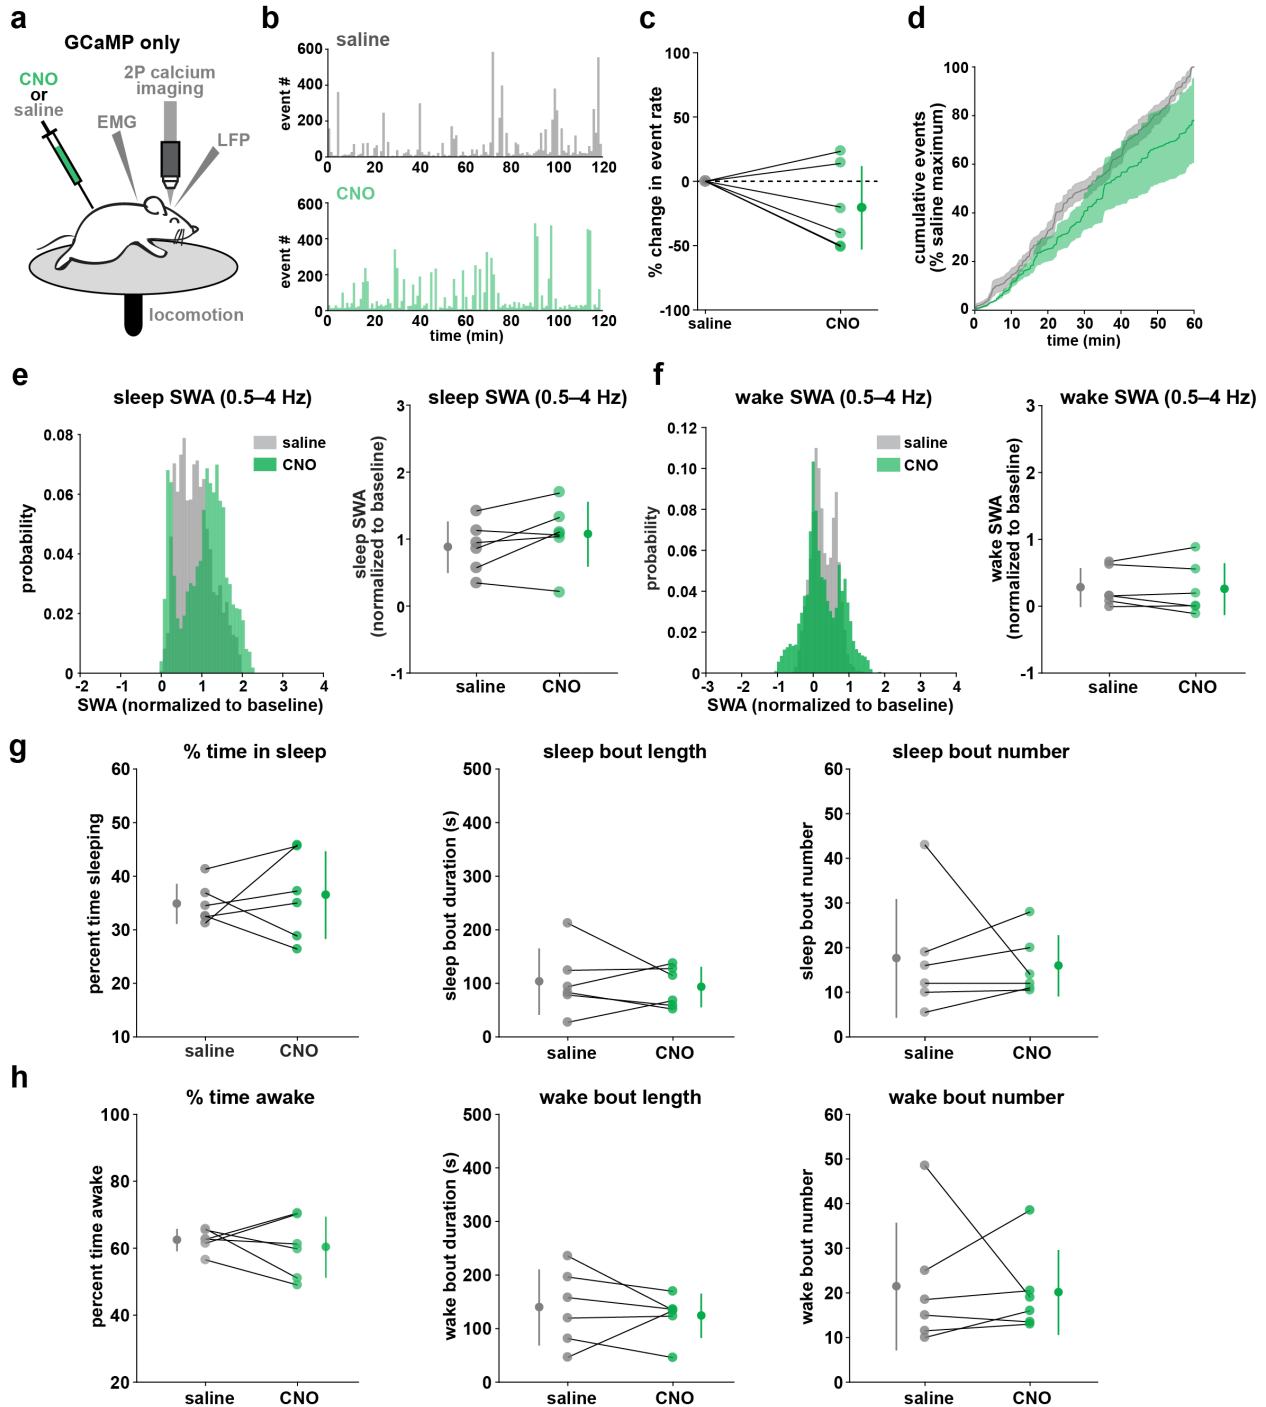 a
GCaMP only
CNO
or
saline
2P calcium
imaging
EMG
LFP
locomotion
b
saline
event #
600
400
200
0
0 20 40 60 80 100 120
CNO
event #
600
400
200
0
0 20 40 60 80 100 120
time (min)
c
% change in event rate
100
50
0
-50
-100
saline CNO
d
cumulative events
(% saline maximum)
100
80
60
40
20
0
0 10 20 30 40 50 60
time (min)
e
sleep SWA (0.5–4 Hz)
probability
0.08
0.06
0.04
0.02
0
saline
CNO
-2 -1 0 1 2 3 4
SWA (normalized to baseline)
sleep SWA (0.5–4 Hz)
sleep SWA
(normalized to baseline)
3
2
1
0
-1
saline CNO
f
wake SWA (0.5–4 Hz)
probability
0.12
0.10
0.08
0.06
0.04
0.02
0
saline
CNO
-3 -2 -1 0 1 2 3 4
SWA (normalized to baseline)
wake SWA (0.5–4 Hz)
wake SWA
(normalized to baseline)
3
2
1
0
-1
saline CNO
g
% time in sleep
percent time sleeping
60
50
40
30
20
10
saline CNO
sleep bout length
sleep bout duration (s)
500
400
300
200
100
0
saline CNO
sleep bout number
sleep bout number
60
50
40
30
20
10
0
saline CNO
h
% time awake
percent time awake
100
80
60
40
20
saline CNO
wake bout length
wake bout duration (s)
500
400
300
200
100
0
saline CNO
wake bout number
wake bout number
60
50
40
30
20
10
0
saline CNO